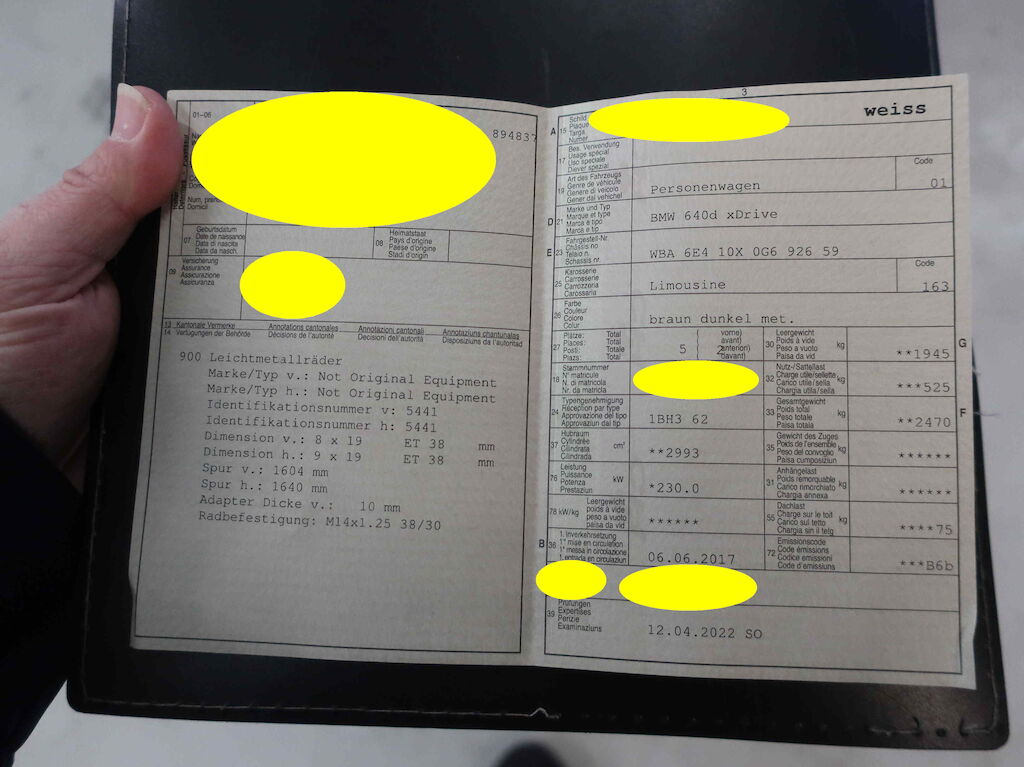 01-06
894837
07 Geburtsdatum
Date de naissance
Data di nascita
Data da nasch.
08 Heimatstaat
Pays d'origine
Paese d'origine
Stadi d'origin
09 Versicherung
Assurance
Assicurazione
Assicuranza
13 Kantonale Vermerke Annotations cantonales Annotazioni cantonali Annotaziuns chantunalas
14 Verfügungen der Behörde Décisions de l'autorité Decisioni dell'autorità Disposiziuns da l'autoritad
900 Leichtmetallräder
Marke/Typ v.: Not Original Equipment
Marke/Typ h.: Not Original Equipment
Identifikationsnummer v: 5441
Identifikationsnummer h: 5441
Dimension v.: 8 x 19 ET 38 mm
Dimension h.: 9 x 19 ET 38 mm
Spur v.: 1604 mm
Spur h.: 1640 mm
Adapter Dicke v.: 10 mm
Radbefestigung: M14x1.25 38/30
3
A 15 Schild
Plaque
Targa
Numer
weiss
17 Bes. Verwendung
Usage spécial
Uso speciale
Diever spezial
19 Art des Fahrzeugs
Genre de véhicule
Genere di veicolo
Gener dal vehichel
Personenwagen
Code
01
D 21 Marke und Typ
Marque et type
Marca e tipo
Marca e tip
BMW 640d xDrive
E 23 Fahrgestell-Nr.
Châssis no
Telaio n.
Schassis nr.
WBA 6E4 10X 0G6 926 59
25 Karosserie
Carrosserie
Carrozzeria
Carossaria
Limousine
Code
163
26 Farbe
Couleur
Colore
Colur
braun dunkel met.
27 Plätze: Total
Places: Total
Posti: Totale
Plazs: Total
5 ( 2
vorne)
avant)
anteriori)
davant)
30 Leergewicht
Poids à vide
Peso a vuoto
Paisa da vid
kg
**1945
G
18 Stammnummer
N° matricule
N. di matricola
Nr. da matricla
32 Nutz-/Sattellast
Charge utile/sellette
Carico utile/sella
Chargia utila/sella
kg
***525
24 Typengenehmigung
Réception par type
Approvazione del tipo
Approvaziun dal tip
1BH3 62
33 Gesamtgewicht
Poids total
Peso totale
Paisa totala
kg
**2470
F
37 Hubraum
Cylindrée
Cilindrata
Cilindrada
cm³
**2993
35 Gewicht des Zuges
Poids de l'ensemble
Peso del convoglio
Paisa cumposiziun
kg
******
76 Leistung
Puissance
Potenza
Prestaziun
kW
*230.0
31 Anhängelast
Poids remorquable
Carico rimorchiato
Chargia annexa
kg
******
78 kW/kg
Leergewicht
poids à vide
peso a vuoto
paisa da vid
******
55 Dachlast
Charge sur le toit
Carico sul tetto
Chargia sin il tetg
kg
****75
B 36 1. Inverkehrsetzung
1re mise en circulation
1a messa in circolazione
1. entrada en circulaziun
06.06.2017
72 Emissionscode
Code émissions
Codice emissioni
Code d'emissiuns
***B6b
39 Prüfungen
Expertises
Perizie
Examinaziuns
12.04.2022 SO